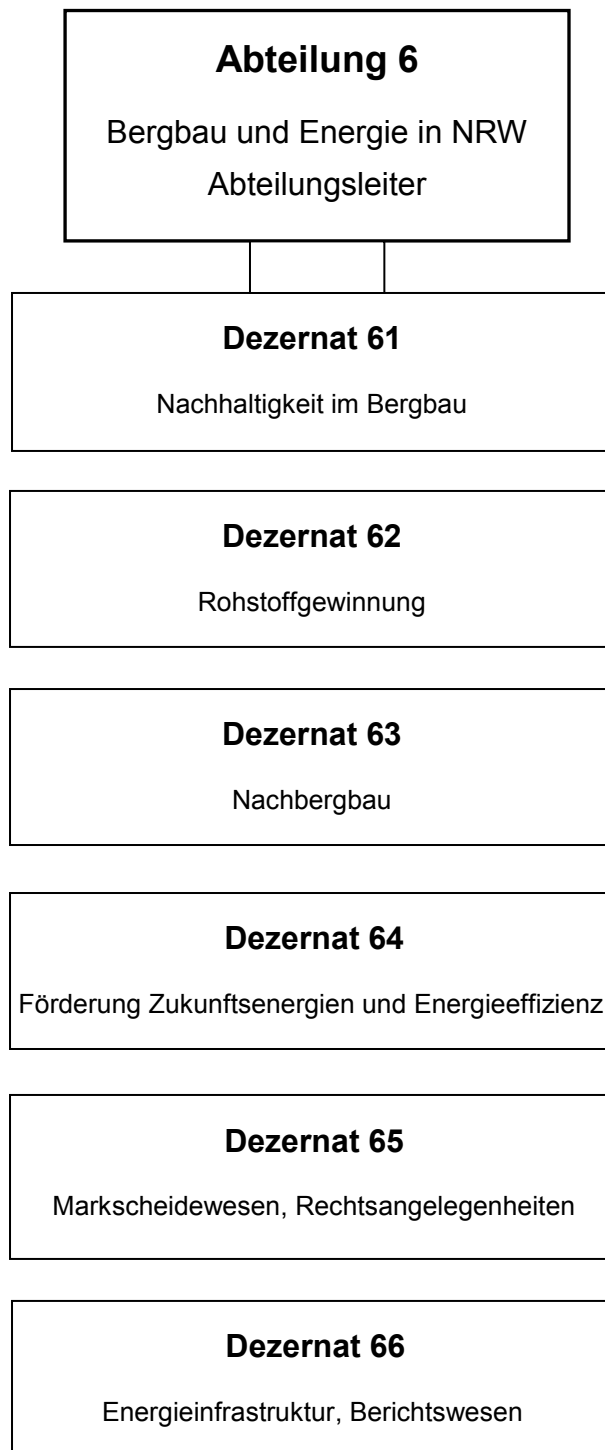 Abteilung 6
Bergbau und Energie in NRW
Abteilungsleiter
Dezernat 61
Nachhaltigkeit im Bergbau
Dezernat 62
Rohstoffgewinnung
Dezernat 63
Nachbergbau
Dezernat 64
Förderung Zukunftsenergien und Energieeffizienz
Dezernat 65
Markscheidewesen, Rechtsangelegenheiten
Dezernat 66
Energieinfrastruktur, Berichtswesen